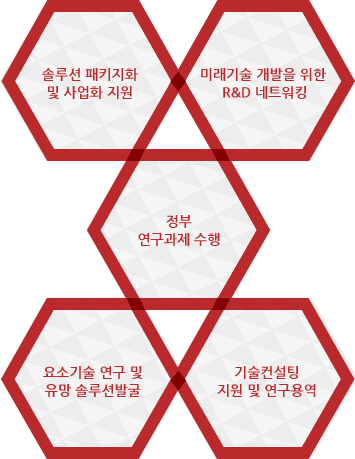 솔루션 패키지화
및 사업화 지원
미래기술 개발을 위한
R&D 네트워킹
정부
연구과제 수행
요소기술 연구 및
유망 솔루션발굴
기술컨설팅
지원 및 연구용역